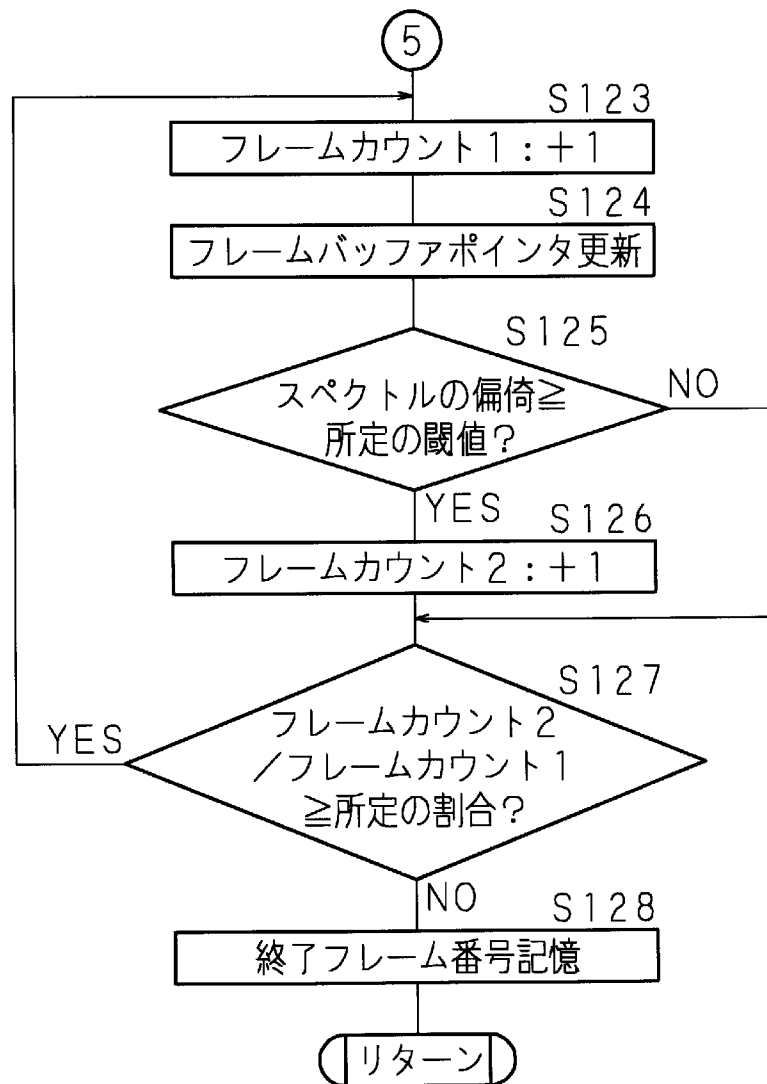 5
S123
フレームカウント1：+1
S124
フレームバッファポインタ更新
S125
スペクトルの偏倚≧
所定の閾値？
NO
YES
S126
フレームカウント2：+1
S127
フレームカウント2
／フレームカウント1
≧所定の割合？
YES
NO
S128
終了フレーム番号記憶
リターン